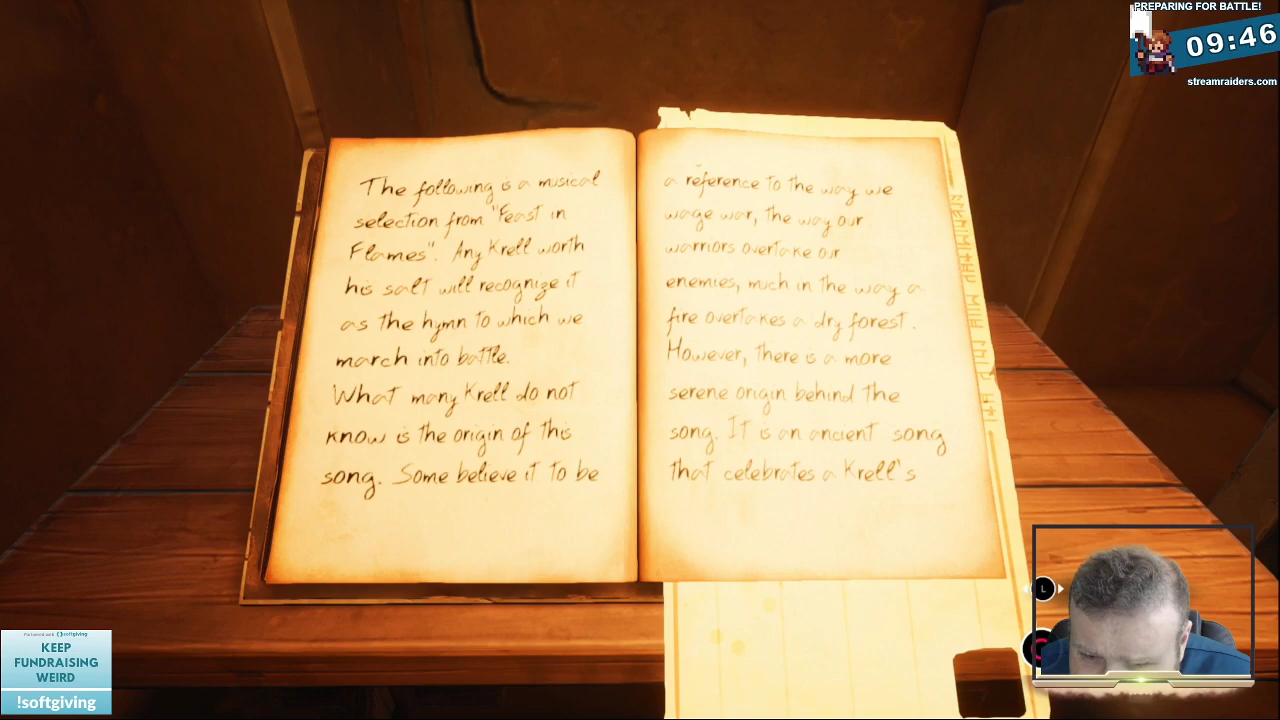 PREPARING FOR BATTLE!
09:46
streamraiders.com
The following is a musical
selection from "Feast in
Flames". Any Krell worth
his salt will recognize it
as the hymn to which we
march into battle.
What many Krell do not
know is the origin of this
song. Some believe it to be
a reference to the way we
wage war, the way our
warriors overtake our
enemies, much in the way a
fire overtakes a dry forest.
However, there is a more
serene origin behind the
song. It is an ancient song
that celebrates a Krell's
L
softgiving
KEEP
FUNDRAISING
WEIRD
!softgiving